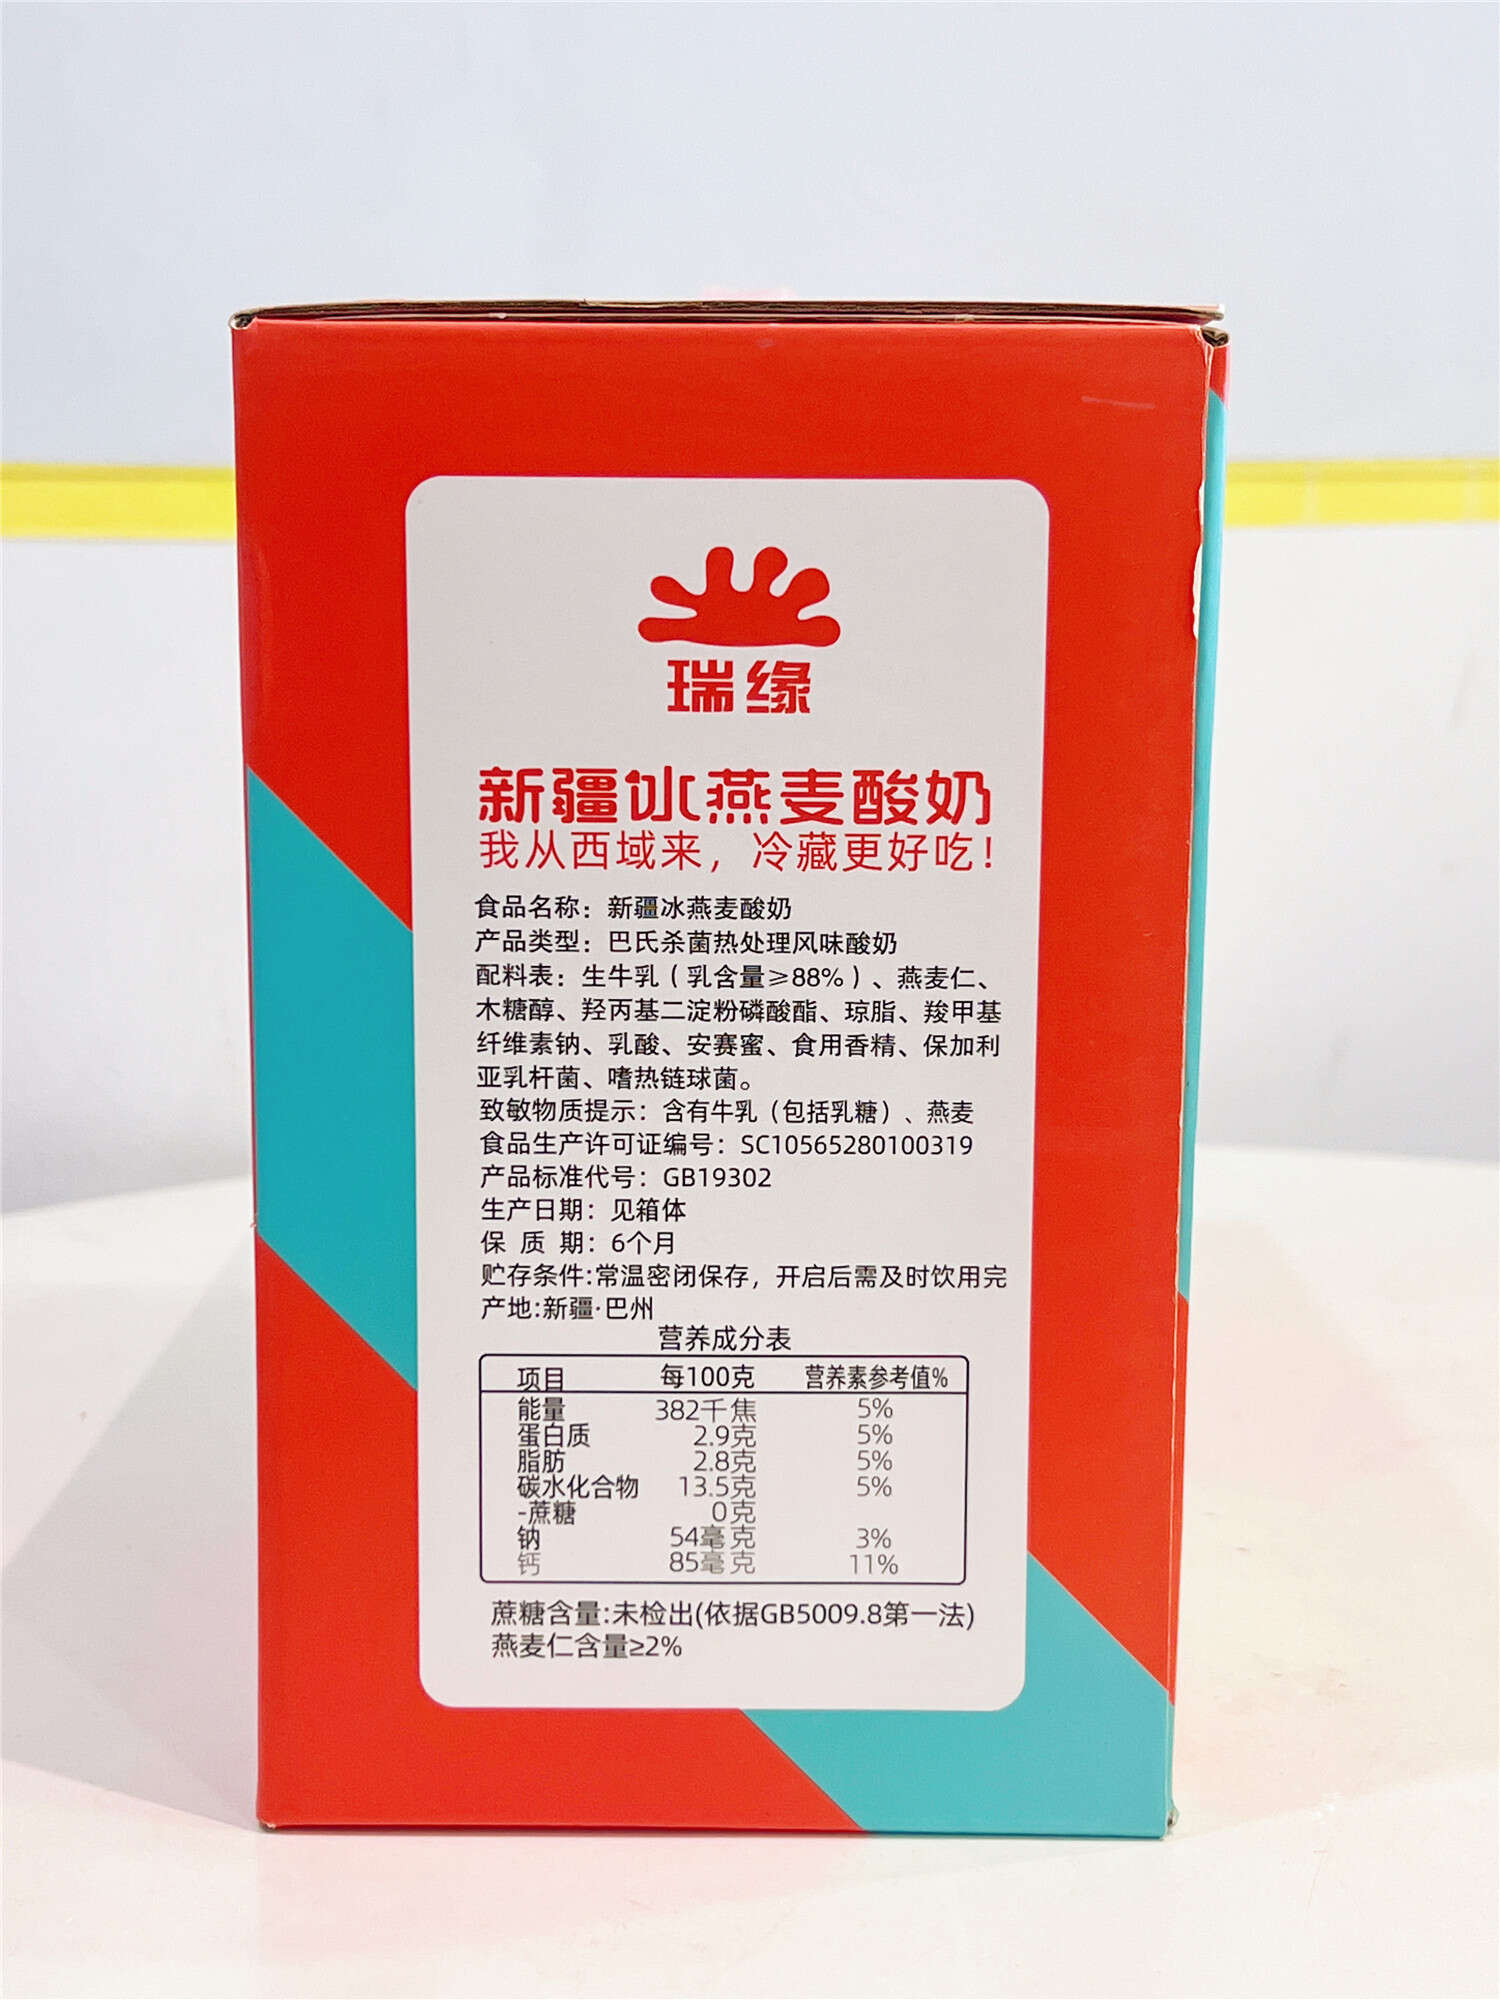 瑞缘
新疆冰燕麦酸奶
我从西域来，冷藏更好吃！
食品名称：新疆冰燕麦酸奶
产品类型：巴氏杀菌热处理风味酸奶
配料表：生牛乳（乳含量≥88%）、燕麦仁、
木糖醇、羟丙基二淀粉磷酸酯、琼脂、羧甲基
纤维素钠、乳酸、安赛蜜、食用香精、保加利
亚乳杆菌、嗜热链球菌。
致敏物质提示：含有牛乳（包括乳糖）、燕麦
食品生产许可证编号：SC10565280100319
产品标准代号：GB19302
生产日期：见箱体
保 质 期：6个月
贮存条件:常温密闭保存，开启后需及时饮用完
产地:新疆·巴州
营养成分表
项目 每100克 营养素参考值%
能量 382千焦 5%
蛋白质 2.9克 5%
脂肪 2.8克 5%
碳水化合物 13.5克 5%
-蔗糖 0克
钠 54毫克 3%
钙 85毫克 11%
蔗糖含量:未检出(依据GB5009.8第一法)
燕麦仁含量≥2%